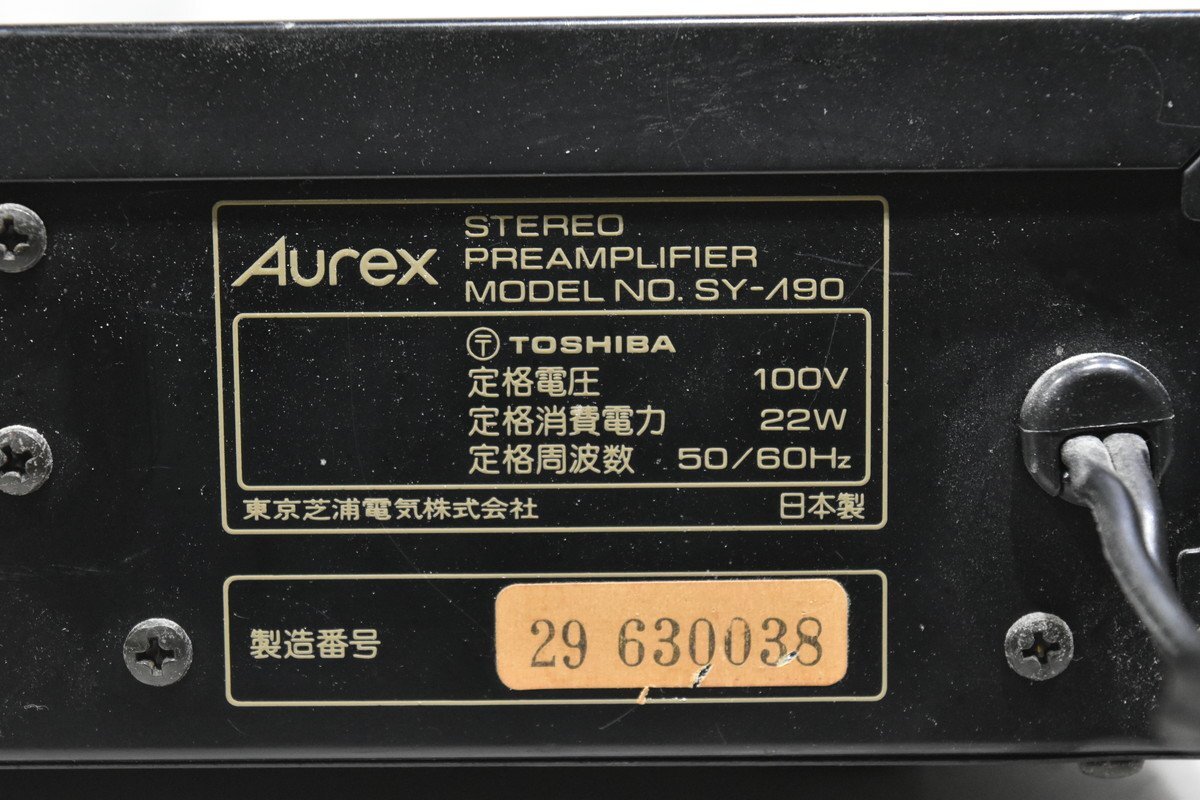 Aurex
STEREO
PREAMPLIFIER
MODEL NO. SY-Λ90
〒 TOSHIBA
定格電圧 100V
定格消費電力 22W
定格周波数 50/60Hz
東京芝浦電気株式会社 日本製
製造番号 29 630038